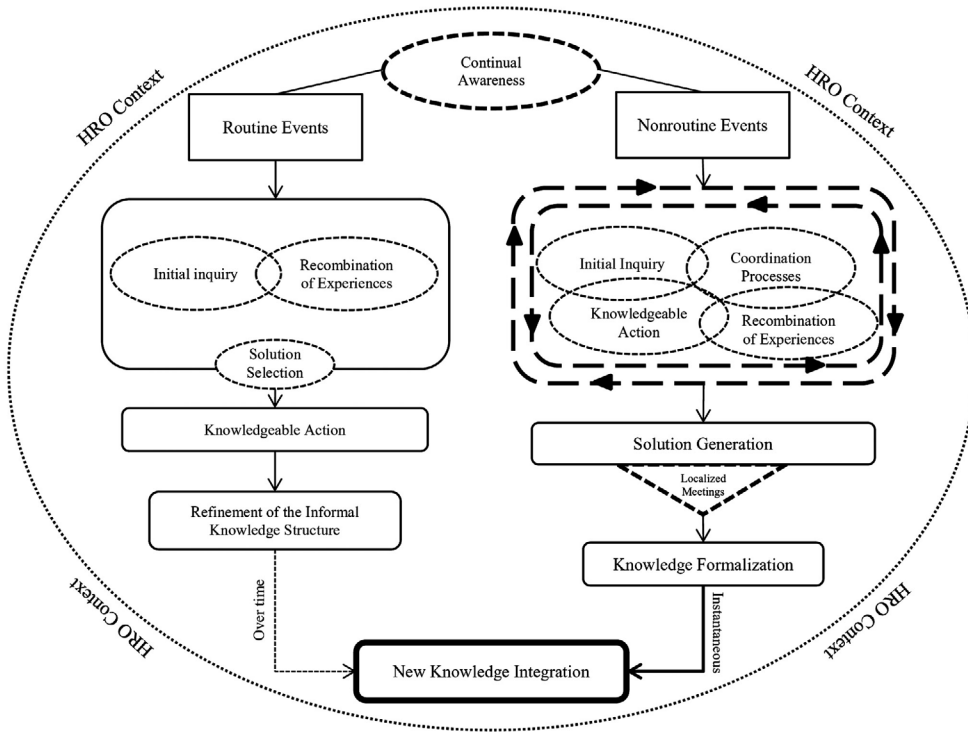 Continual
Awareness
HRO Context
HRO Context
Routine Events
Nonroutine Events
Initial inquiry
Recombination
of Experiences
Solution
Selection
Initial Inquiry
Coordination
Processes
Knowledgeable
Action
Recombination
of Experiences
Knowledgeable Action
Solution Generation
Localized
Meetings
Refinement of the Informal
Knowledge Structure
Knowledge Formalization
Over time
Instantaneous
HRO Context
HRO Context
New Knowledge Integration